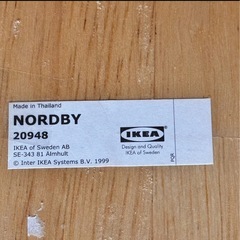 Made in Thailand
NORDBY
20948
IKEA of Sweden AB
SE-343 81 Älmhult
© Inter IKEA Systems B.V. 1999
IKEA
Design and Quality
IKEA of Sweden